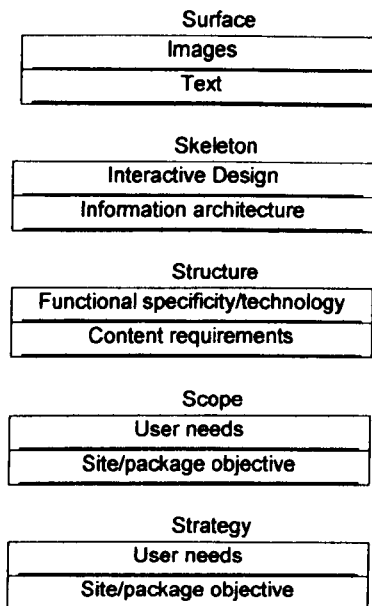 Surface
Images
Text
Skeleton
Interactive Design
Information architecture
Structure
Functional specificity/technology
Content requirements
Scope
User needs
Site/package objective
Strategy
User needs
Site/package objective